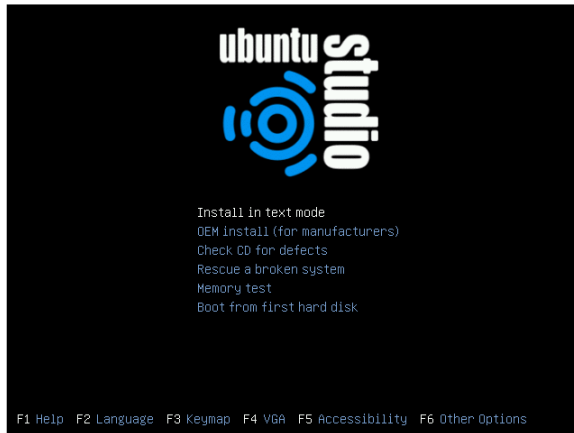 ubuntu studio
Install in text mode
OEM install (for manufacturers)
Check CD for defects
Rescue a broken system
Memory test
Boot from first hard disk
F1 Help F2 Language F3 Keymap F4 VGA F5 Accessibility F6 Other Options